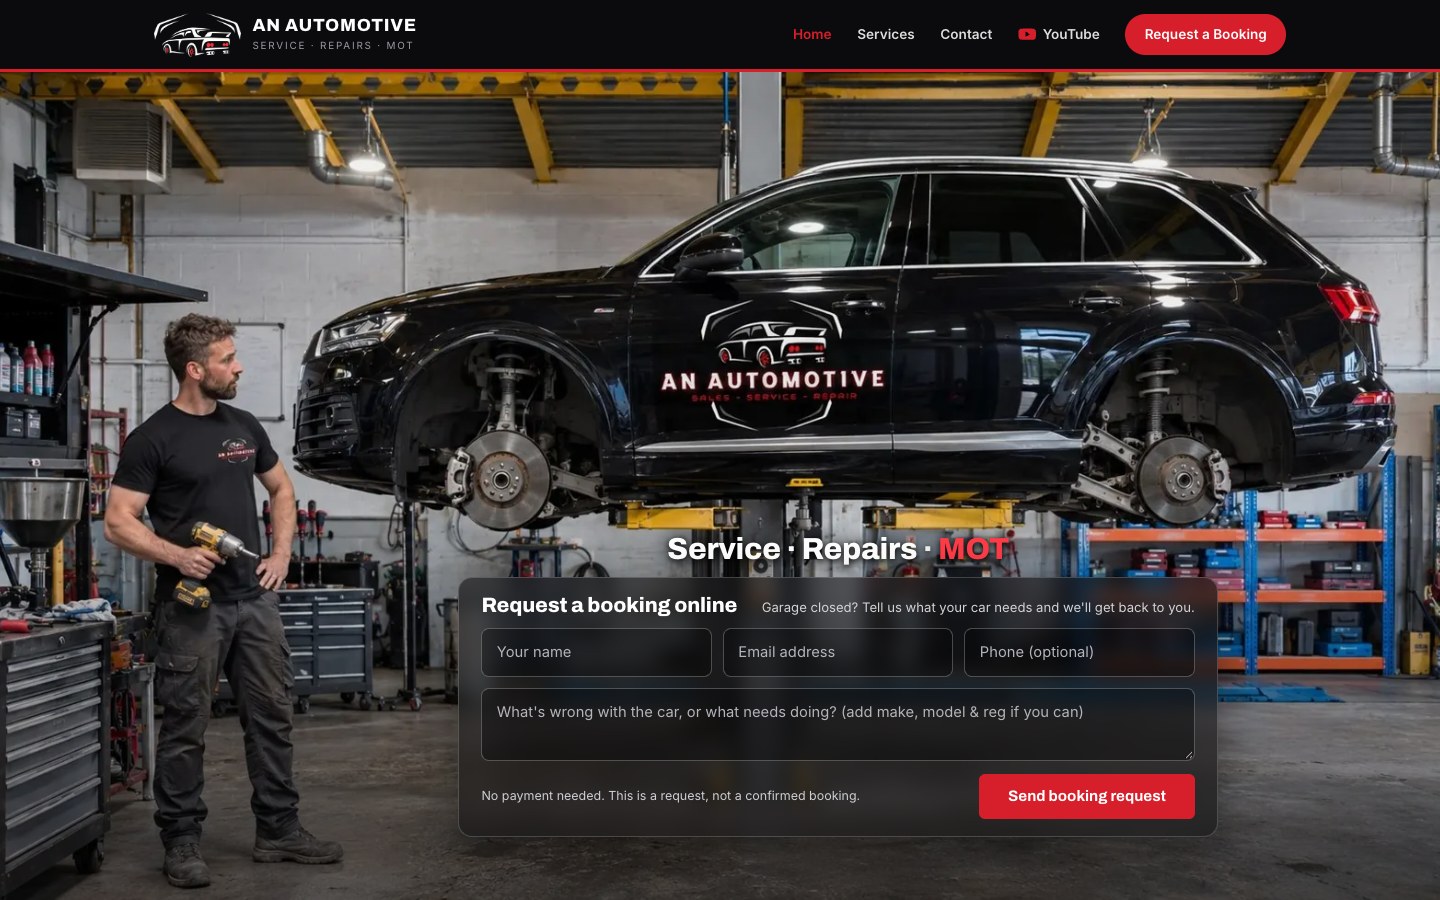 AN AUTOMOTIVE
SERVICE · REPAIRS · MOT
Home
Services
Contact
YouTube
Request a Booking
AN AUTOMOTIVE
SALES - SERVICE - REPAIR
AN AUTOMOTIVE
Service · Repairs · MOT
Request a booking online
Garage closed? Tell us what your car needs and we'll get back to you.
Your name
Email address
Phone (optional)
What's wrong with the car, or what needs doing? (add make, model & reg if you can)
No payment needed. This is a request, not a confirmed booking.
Send booking request